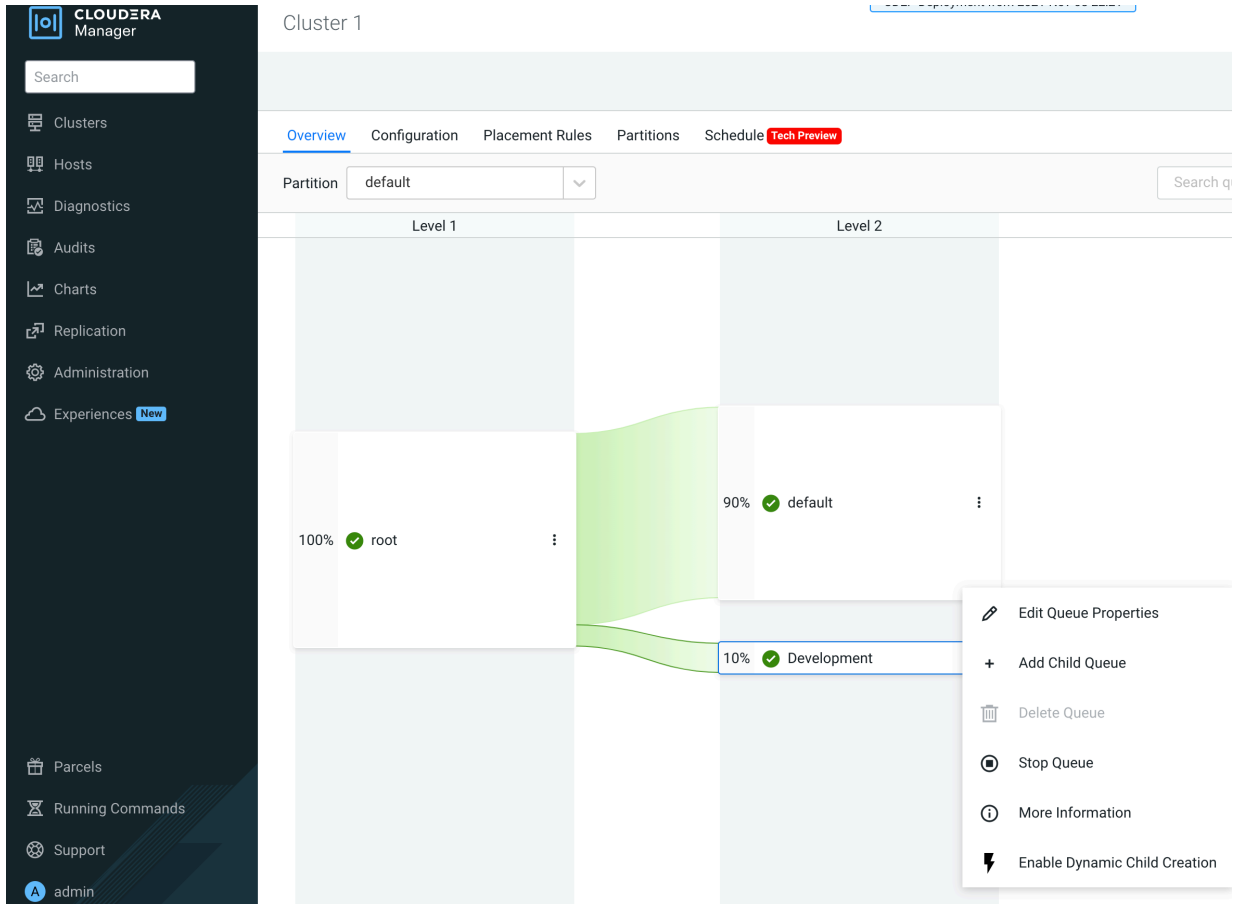 CLOUDERA
Manager
Cluster 1
Search
Clusters
Hosts
Diagnostics
Audits
Charts
Replication
Administration
Experiences New
Parcels
Running Commands
Support
A admin
Overview Configuration Placement Rules Partitions Schedule Tech Preview
Partition default
Search
Level 1 Level 2
100% root
90% default
10% Development
Edit Queue Properties
Add Child Queue
Delete Queue
Stop Queue
More Information
Enable Dynamic Child Creation